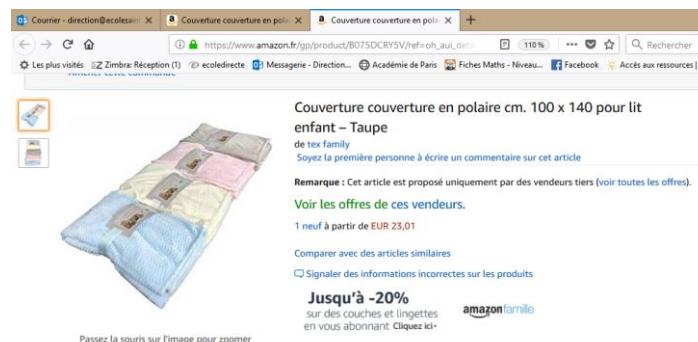 Courrier - direction@ecolesaint
Couverture couverture en pola
Couverture couverture en pola
https://www.amazon.fr/gp/product/B075DCRY5V/ref=oh_aui_deta
110%
Rechercher
Les plus visités
Zimbra: Réception (1)
ecoledirecte
Messagerie - Direction...
Académie de Paris
Fiches Maths - Niveau...
Facebook
Accès aux ressources |
Afficher cette commande
Couverture couverture en polaire cm. 100 x 140 pour lit
enfant – Taupe
de tex family
Soyez la première personne à écrire un commentaire sur cet article
Remarque : Cet article est proposé uniquement par des vendeurs tiers (voir toutes les offres).
Voir les offres de ces vendeurs.
1 neuf à partir de EUR 23,01
Comparer avec des articles similaires
Signaler des informations incorrectes sur les produits
Jusqu'à -20%
sur des couches et lingettes
en vous abonnant Cliquez ici›
amazonfamille
Passez la souris sur l'image pour zoomer